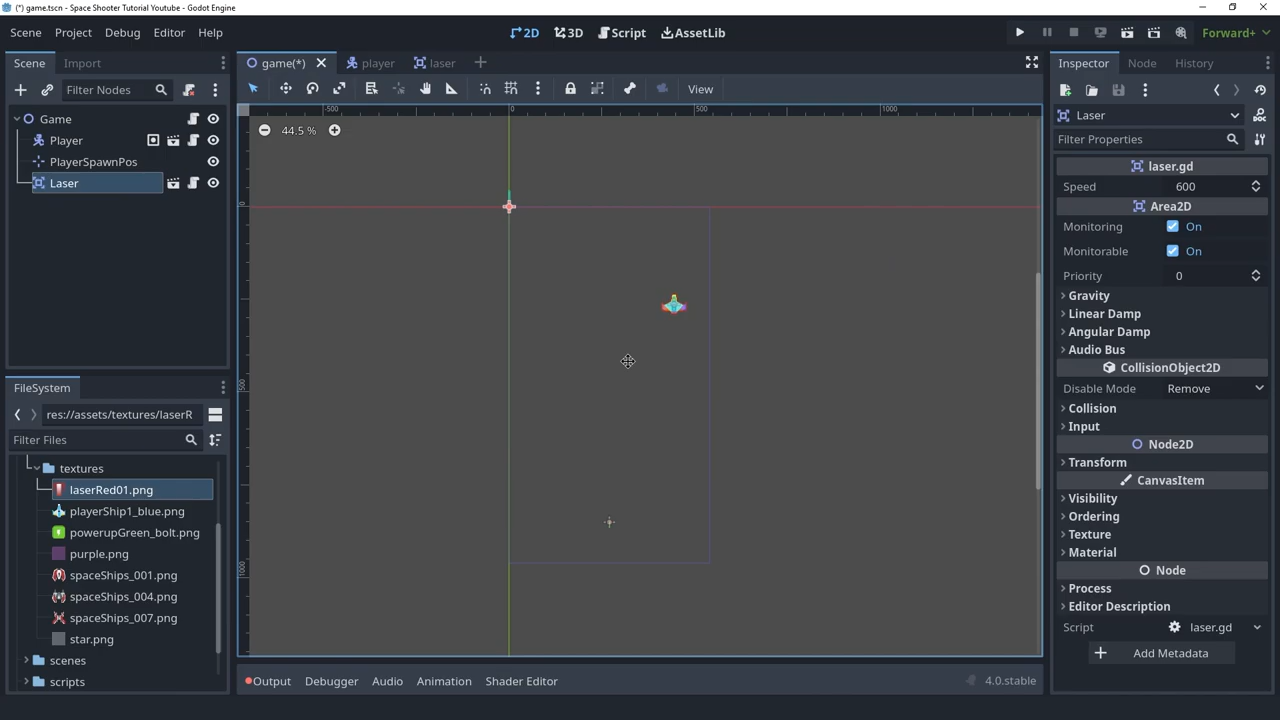 (*) game.tscn - Space Shooter Tutorial Youtube - Godot Engine
Scene Project Debug Editor Help
2D 3D Script AssetLib
Forward+
Scene Import
game(*) player laser
Inspector Node History
Filter Nodes
View
Game
Player
PlayerSpawnPos
Laser
-500 0 500 1000
44.5 %
0
500
1000
FileSystem
res://assets/textures/laserR
Filter Files
textures
laserRed01.png
playerShip1_blue.png
powerupGreen_bolt.png
purple.png
spaceShips_001.png
spaceShips_004.png
spaceShips_007.png
star.png
scenes
scripts
Output Debugger Audio Animation Shader Editor
4.0.stable
Laser
Filter Properties
laser.gd
Speed 600
Area2D
Monitoring On
Monitorable On
Priority 0
Gravity
Linear Damp
Angular Damp
Audio Bus
CollisionObject2D
Disable Mode Remove
Collision
Input
Node2D
Transform
CanvasItem
Visibility
Ordering
Texture
Material
Node
Process
Editor Description
Script laser.gd
Add Metadata